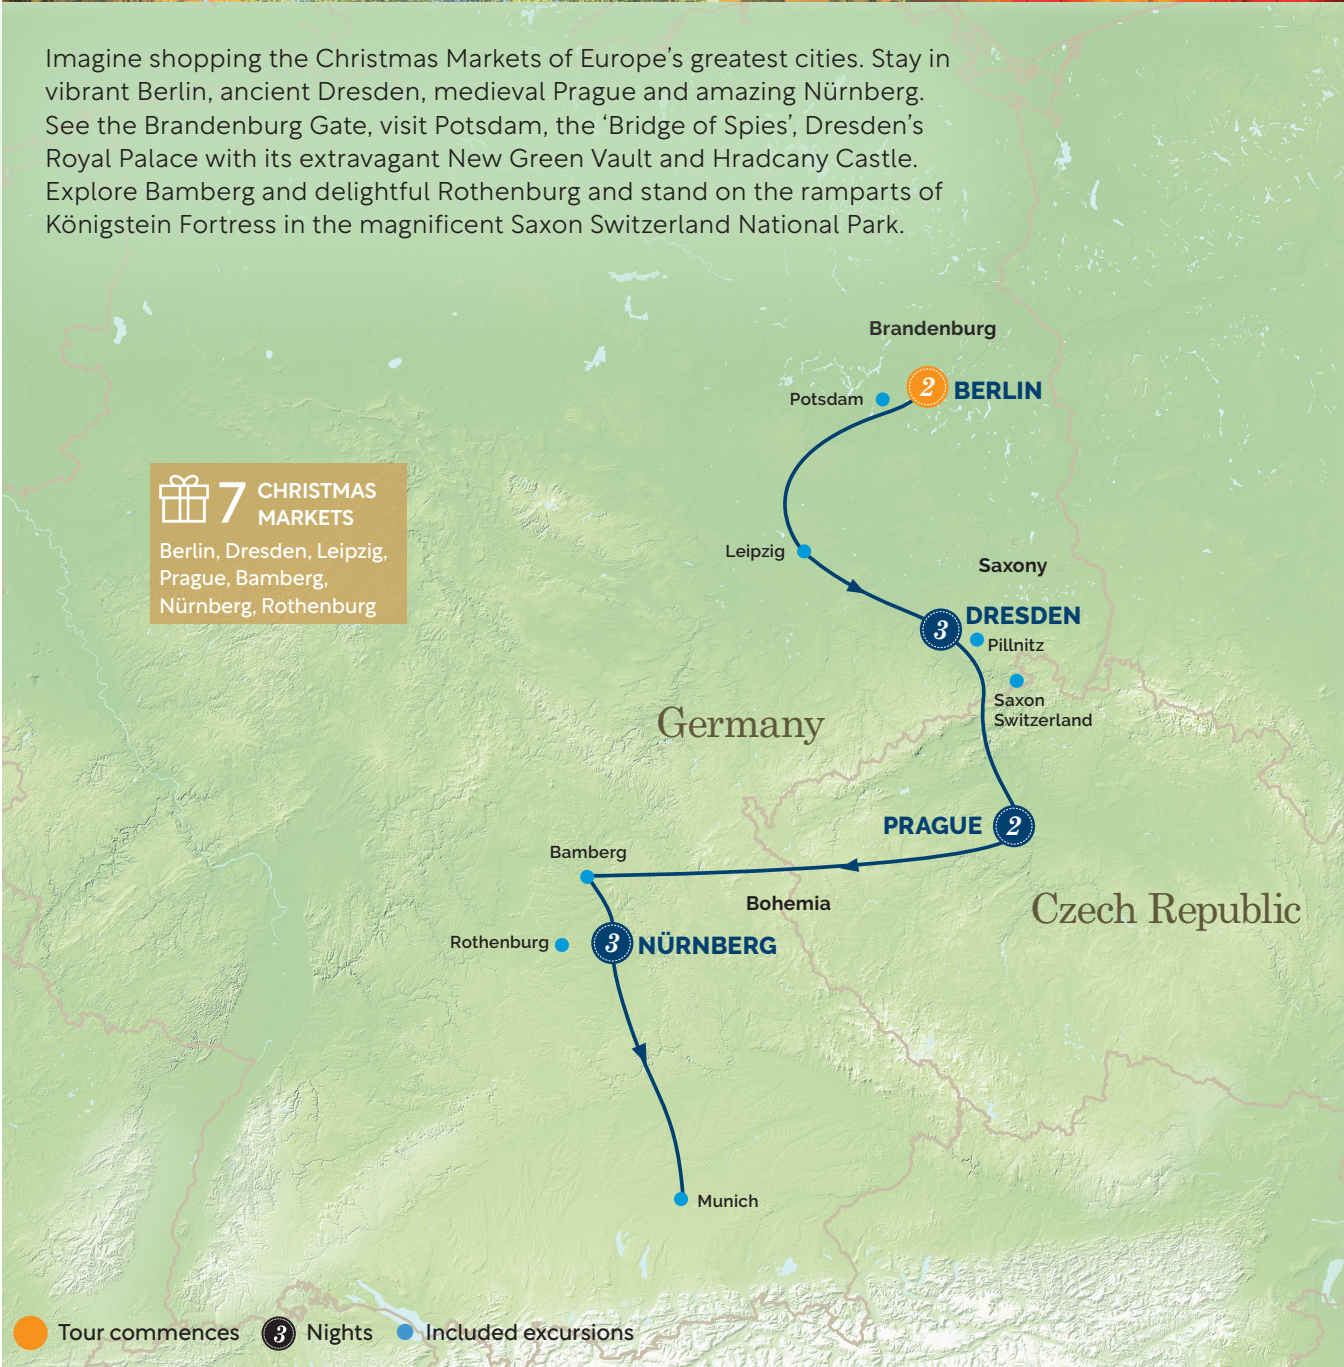 Imagine shopping the Christmas Markets of Europe’s greatest cities. Stay in
vibrant Berlin, ancient Dresden, medieval Prague and amazing Nürnberg.
See the Brandenburg Gate, visit Potsdam, the ‘Bridge of Spies’, Dresden’s
Royal Palace with its extravagant New Green Vault and Hradcany Castle.
Explore Bamberg and delightful Rothenburg and stand on the ramparts of
Königstein Fortress in the magnificent Saxon Switzerland National Park.
Brandenburg
2 BERLIN
Potsdam
7 CHRISTMAS
MARKETS
Berlin, Dresden, Leipzig,
Prague, Bamberg,
Nürnberg, Rothenburg
Leipzig
Saxony
3 DRESDEN
Pillnitz
Saxon
Switzerland
Germany
PRAGUE 2
Bamberg
Bohemia
Czech Republic
Rothenburg
3 NÜRNBERG
Munich
Tour commences
3 Nights
Included excursions